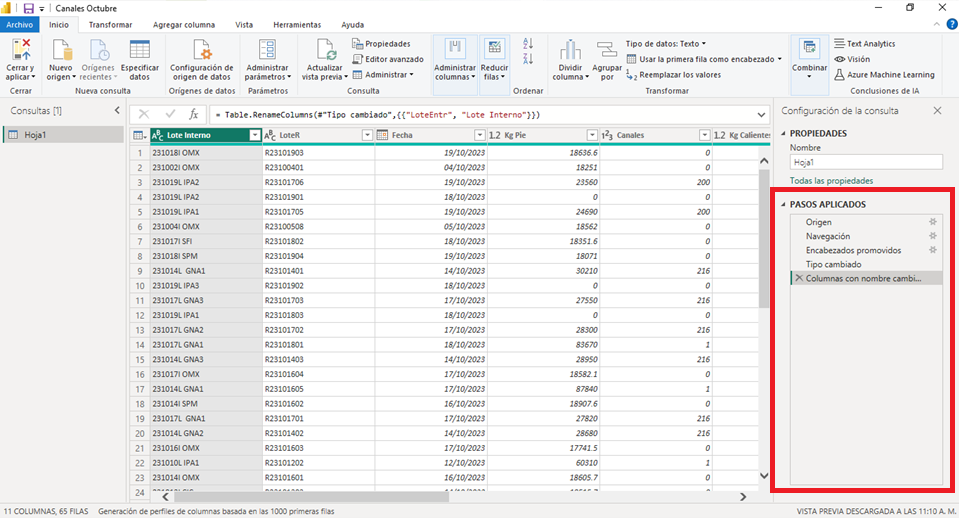 Canales Octubre
Archivo Inicio Transformar Agregar columna Vista Herramientas Ayuda
Cerrar y aplicar
Cerrar
Nuevo origen
Orígenes recientes
Especificar datos
Nueva consulta
Configuración de origen de datos
Orígenes de datos
Administrar parámetros
Parámetros
Actualizar vista previa
Propiedades
Editor avanzado
Administrar
Consulta
Administrar columnas
Reducir filas
Ordenar
Dividir columna
Agrupar por
Tipo de datos: Texto
Usar la primera fila como encabezado
Reemplazar los valores
Transformar
Combinar
Text Analytics
Visión
Azure Machine Learning
Conclusiones de IA
Consultas [1]
Hoja1
= Table.RenameColumns(#"Tipo cambiado",{{"LoteEntr", "Lote Interno"}})
Lote Interno LoteR Fecha 1.2 Kg Pie Canales 1.2 Kg Calientes
1 231018I OMX R23101903 19/10/2023 18636.6 0
2 231002I OMX R23100401 04/10/2023 18251 0
3 231019L IPA2 R23101706 19/10/2023 23560 200
4 231019L IPA2 R23101901 18/10/2023 0 0
5 231019L IPA1 R23101705 19/10/2023 24690 200
6 231004I OMX R23100508 05/10/2023 18562 0
7 231017I SFI R23101802 18/10/2023 18351.6 0
8 231018I SPM R23101904 19/10/2023 18071 0
9 231014L GNA1 R23101401 14/10/2023 30210 216
10 231019L IPA3 R23101902 18/10/2023 0 0
11 231017L GNA3 R23101703 17/10/2023 27550 216
12 231019L IPA1 R23101803 18/10/2023 0 0
13 231017L GNA2 R23101702 17/10/2023 28300 216
14 231017L GNA1 R23101801 18/10/2023 83670 1
15 231014L GNA3 R23101403 14/10/2023 28950 216
16 231017I OMX R23101604 17/10/2023 18582.1 0
17 231014L GNA1 R23101605 17/10/2023 87840 1
18 231014I SPM R23101602 16/10/2023 18907.6 0
19 231017L GNA1 R23101701 17/10/2023 27820 216
20 231014L GNA2 R23101402 14/10/2023 28680 216
21 231016I OMX R23101603 17/10/2023 17741.5 0
22 231010L IPA1 R23101202 12/10/2023 60310 1
23 231014I OMX R23101601 16/10/2023 18605.7 0
24
Configuración de la consulta
PROPIEDADES
Nombre
Hoja1
Todas las propiedades
PASOS APLICADOS
Origen
Navegación
Encabezados promovidos
Tipo cambiado
Columnas con nombre cambi...
11 COLUMNAS, 65 FILAS Generación de perfiles de columnas basada en las 1000 primeras filas
VISTA PREVIA DESCARGADA A LAS 11:10 A. M.